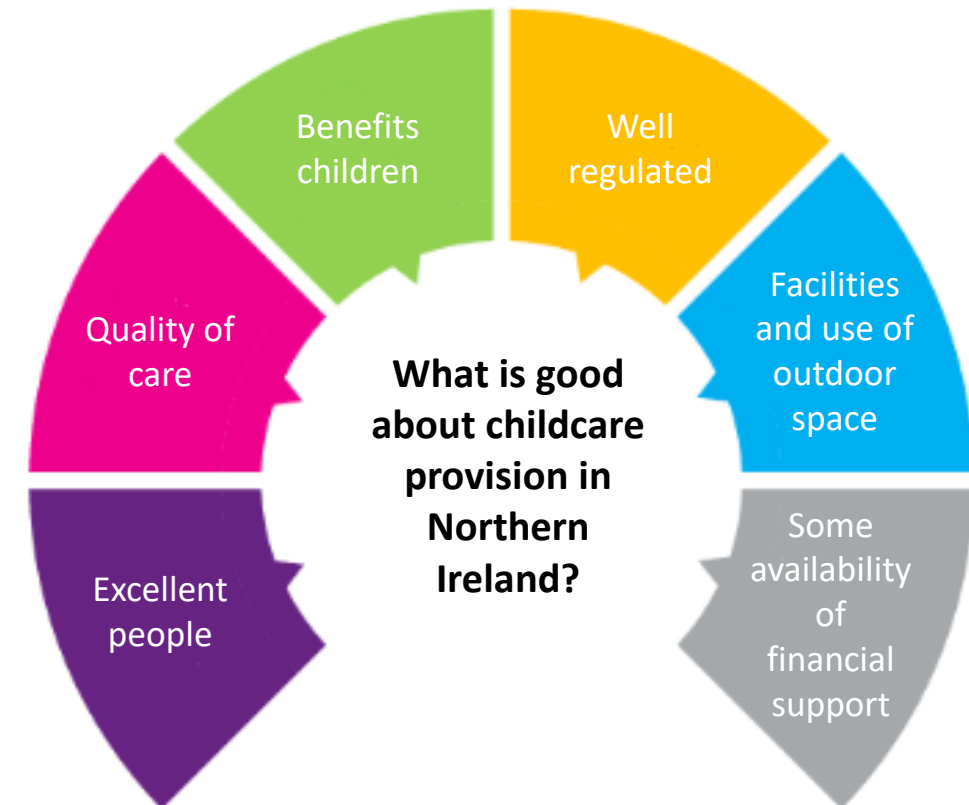 Benefits
children
Well
regulated
Quality of
care
Facilities
and use of
outdoor
space
What is good
about childcare
provision in
Northern
Ireland?
Excellent
people
Some
availability
of
financial
support